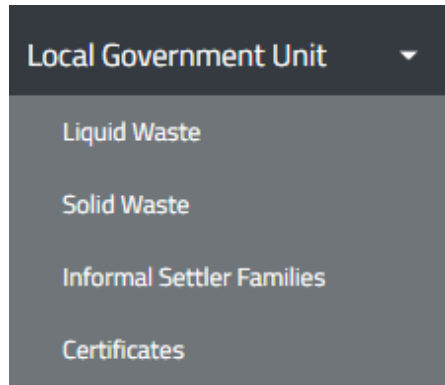 Local Government Unit
Liquid Waste
Solid Waste
Informal Settler Families
Certificates